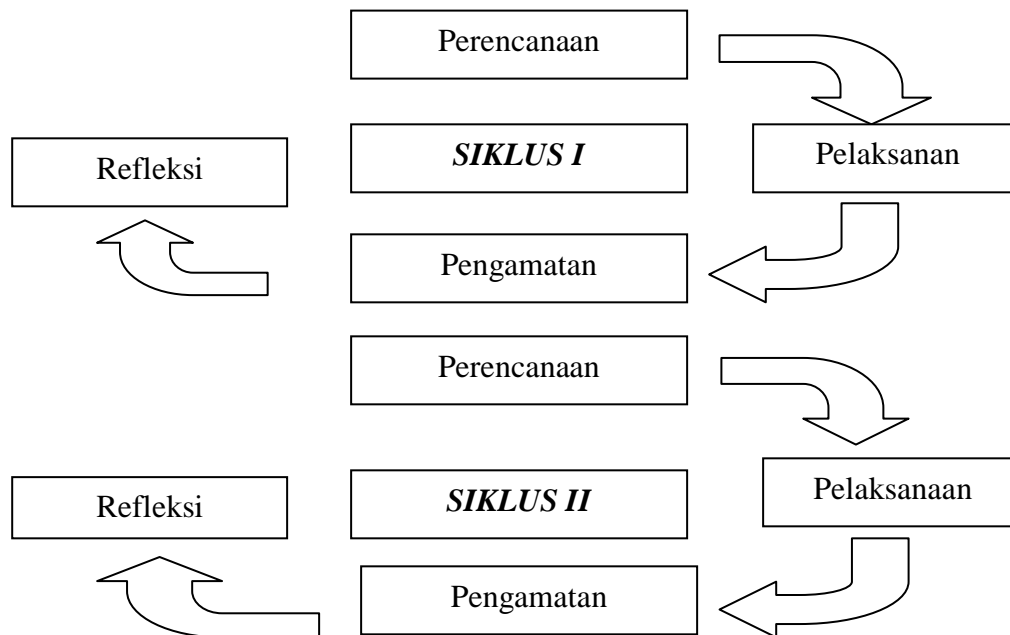 Perencanaan
Refleksi
SIKLUS I
Pelaksanan
Pengamatan
Perencanaan
Refleksi
SIKLUS II
Pelaksanaan
Pengamatan